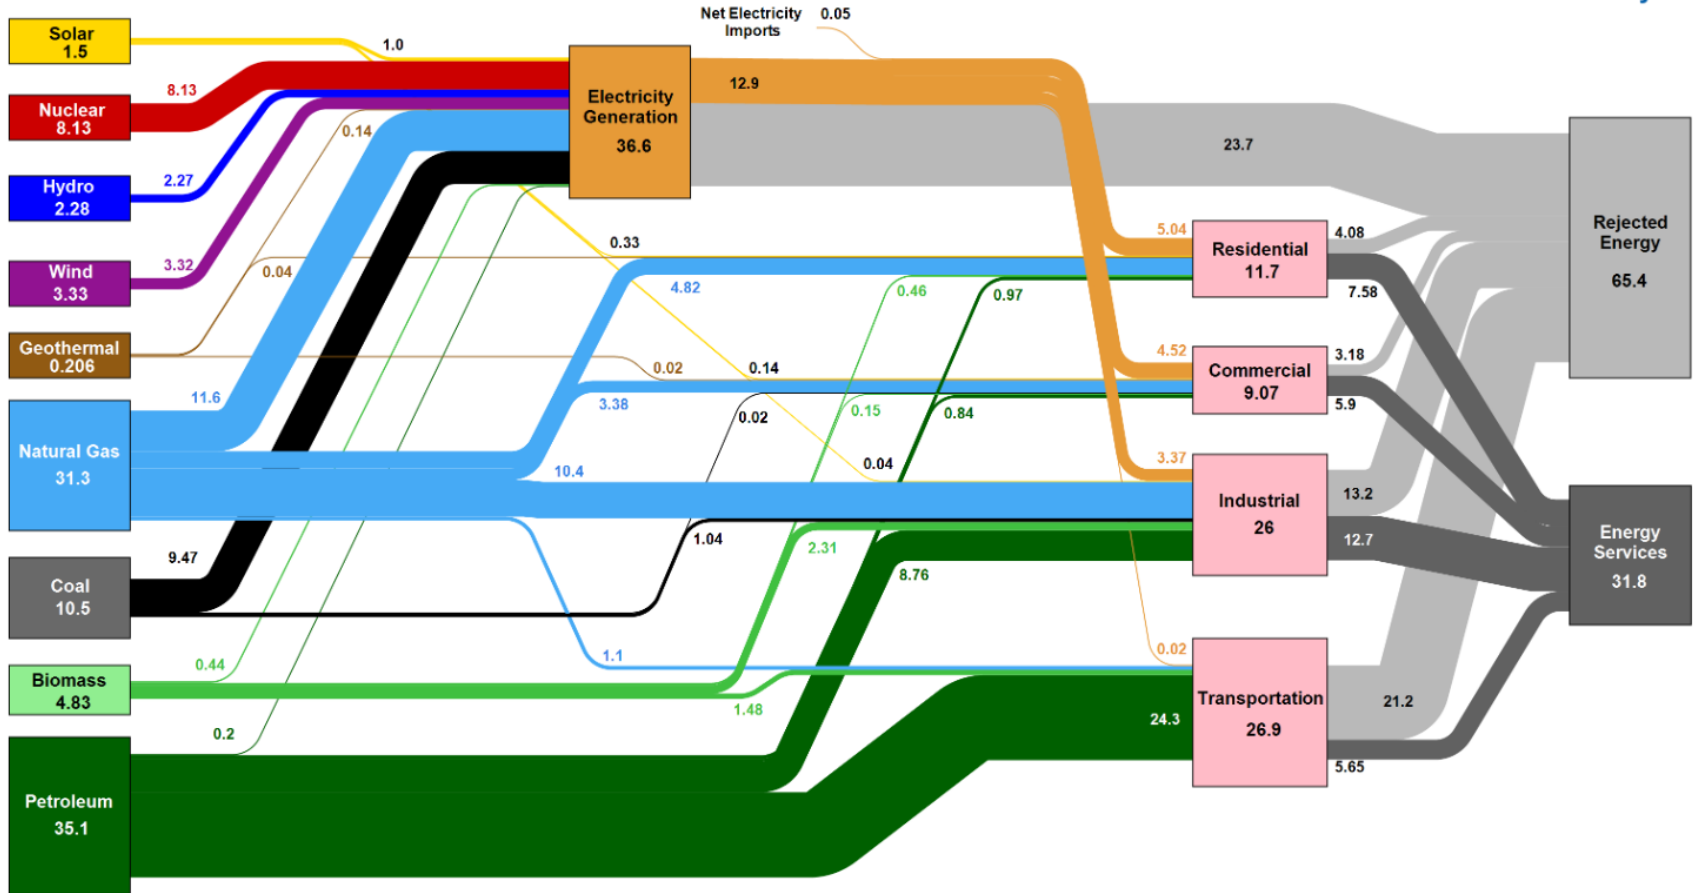 Solar
1.5
Nuclear
8.13
Hydro
2.28
Wind
3.33
Geothermal
0.206
Natural Gas
31.3
Coal
10.5
Biomass
4.83
Petroleum
35.1
1.0
8.13
2.27
3.32
0.14
0.04
11.6
9.47
0.44
0.2
Electricity
Generation
36.6
Net Electricity
Imports
0.05
12.9
23.7
0.33
4.82
0.46
0.97
0.02
0.14
3.38
0.02
0.15
0.84
10.4
0.04
1.04
2.31
8.76
1.1
1.48
24.3
5.04
4.52
3.37
0.02
Residential
11.7
Commercial
9.07
Industrial
26
Transportation
26.9
4.08
7.58
3.18
5.9
13.2
12.7
21.2
5.65
Rejected
Energy
65.4
Energy
Services
31.8